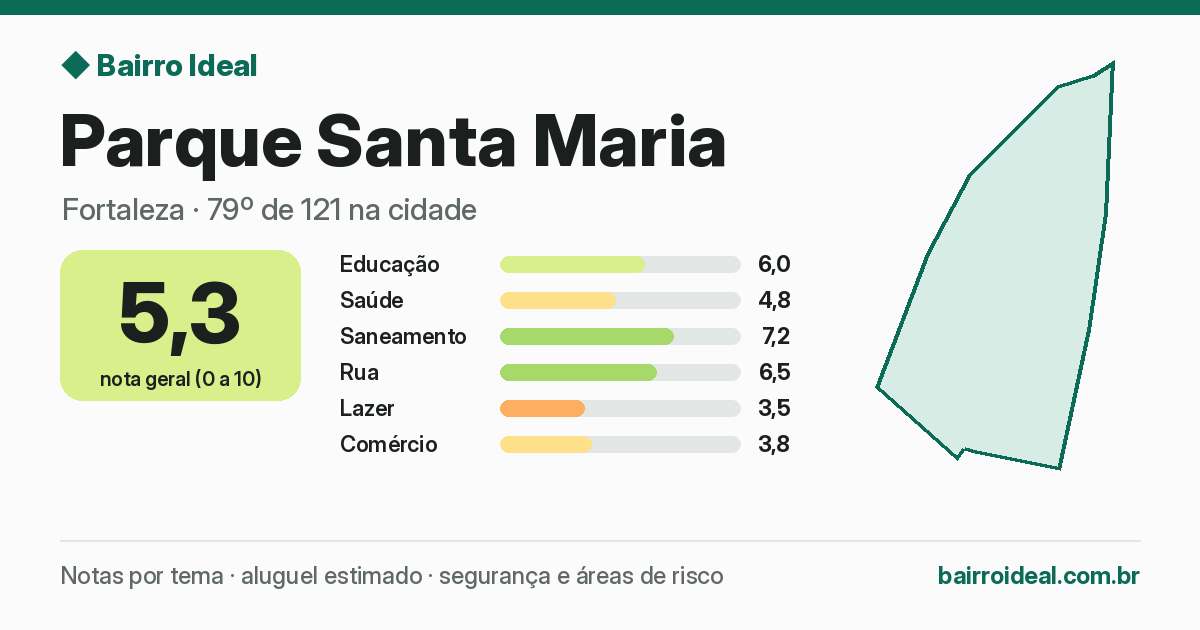 Bairro Ideal
Parque Santa Maria
Fortaleza · 79º de 121 na cidade
5,3
nota geral (0 a 10)
Educação 6,0
Saúde 4,8
Saneamento 7,2
Rua 6,5
Lazer 3,5
Comércio 3,8
Notas por tema · aluguel estimado · segurança e áreas de risco
bairroideal.com.br